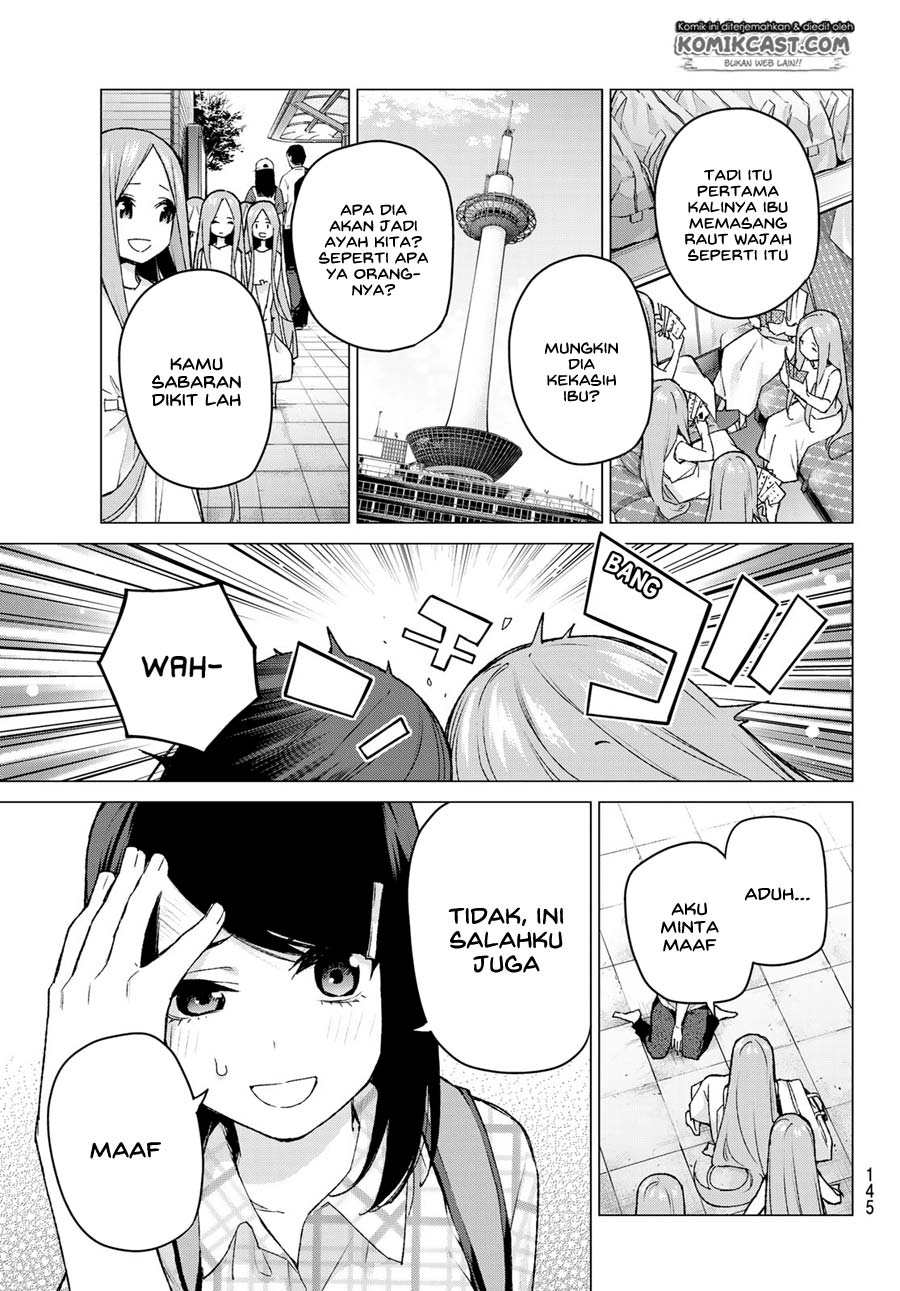 Komik ini diterjemahkan & diedit oleh
KOMIKCAST.COM
BUKAN WEB LAIN!!
TADI ITU
PERTAMA
KALINYA IBU
MEMASANG
RAUT WAJAH
SEPERTI ITU
MUNGKIN
DIA
KEKASIH
IBU?
APA DIA
AKAN JADI
AYAH KITA?
SEPERTI APA
YA ORANG-
NYA?
KAMU
SABARAN
DIKIT LAH
BANG
WAH-
ADUH...
AKU
MINTA
MAAF
TIDAK, INI
SALAHKU
JUGA
MAAF
145